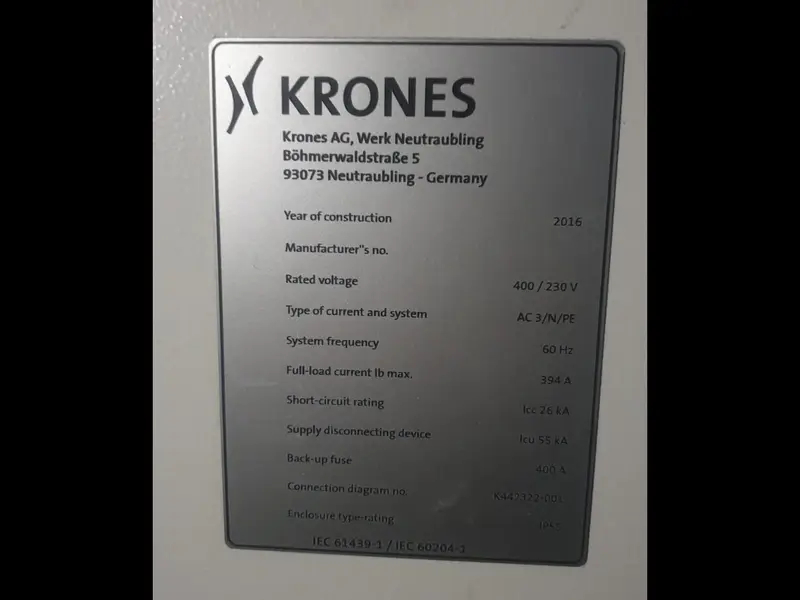 KRONES
Krones AG, Werk Neutraubling
Böhmerwaldstraße 5
93073 Neutraubling - Germany
Year of construction 2016
Manufacturer"s no.
Rated voltage 400 / 230 V
Type of current and system AC 3/N/PE
System frequency 60 Hz
Full-load current Ib max. 394 A
Short-circuit rating Icc 26 kA
Supply disconnecting device Icu 55 kA
Back-up fuse 400 A
Connection diagram no.
Enclosure type-rating
IEC 61439-1 / IEC 60204-1